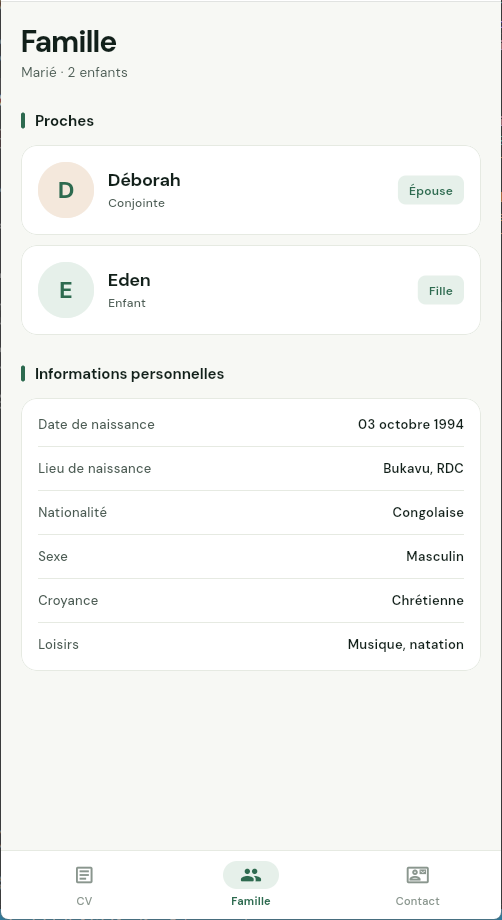 Famille
Marié · 2 enfants
Proches
D
Déborah
Conjointe
Épouse
E
Eden
Enfant
Fille
Informations personnelles
Date de naissance 03 octobre 1994
Lieu de naissance Bukavu, RDC
Nationalité Congolaise
Sexe Masculin
Croyance Chrétienne
Loisirs Musique, natation
CV Famille Contact